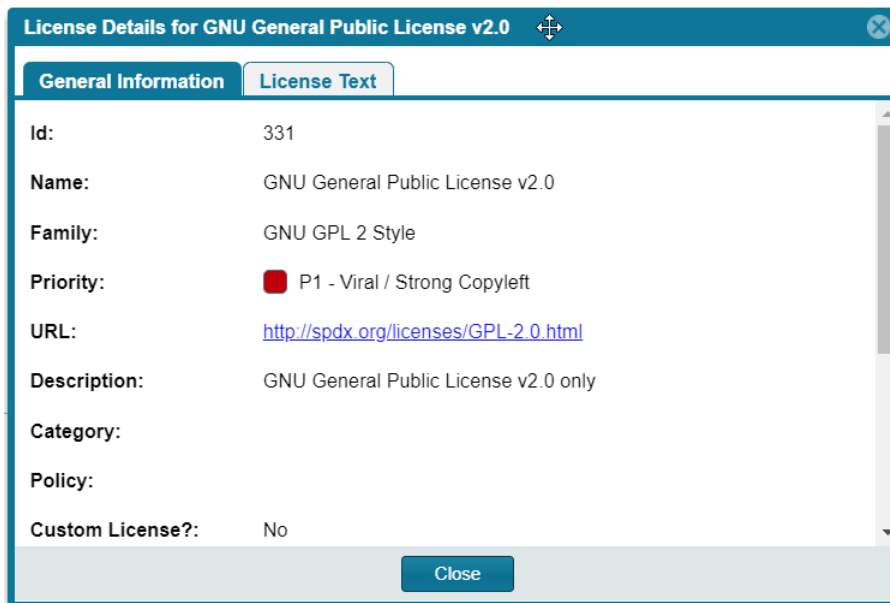 License Details for GNU General Public License v2.0
General Information License Text
Id: 331
Name: GNU General Public License v2.0
Family: GNU GPL 2 Style
Priority: P1 - Viral / Strong Copyleft
URL: http://spdx.org/licenses/GPL-2.0.html
Description: GNU General Public License v2.0 only
Category:
Policy:
Custom License?: No
Close